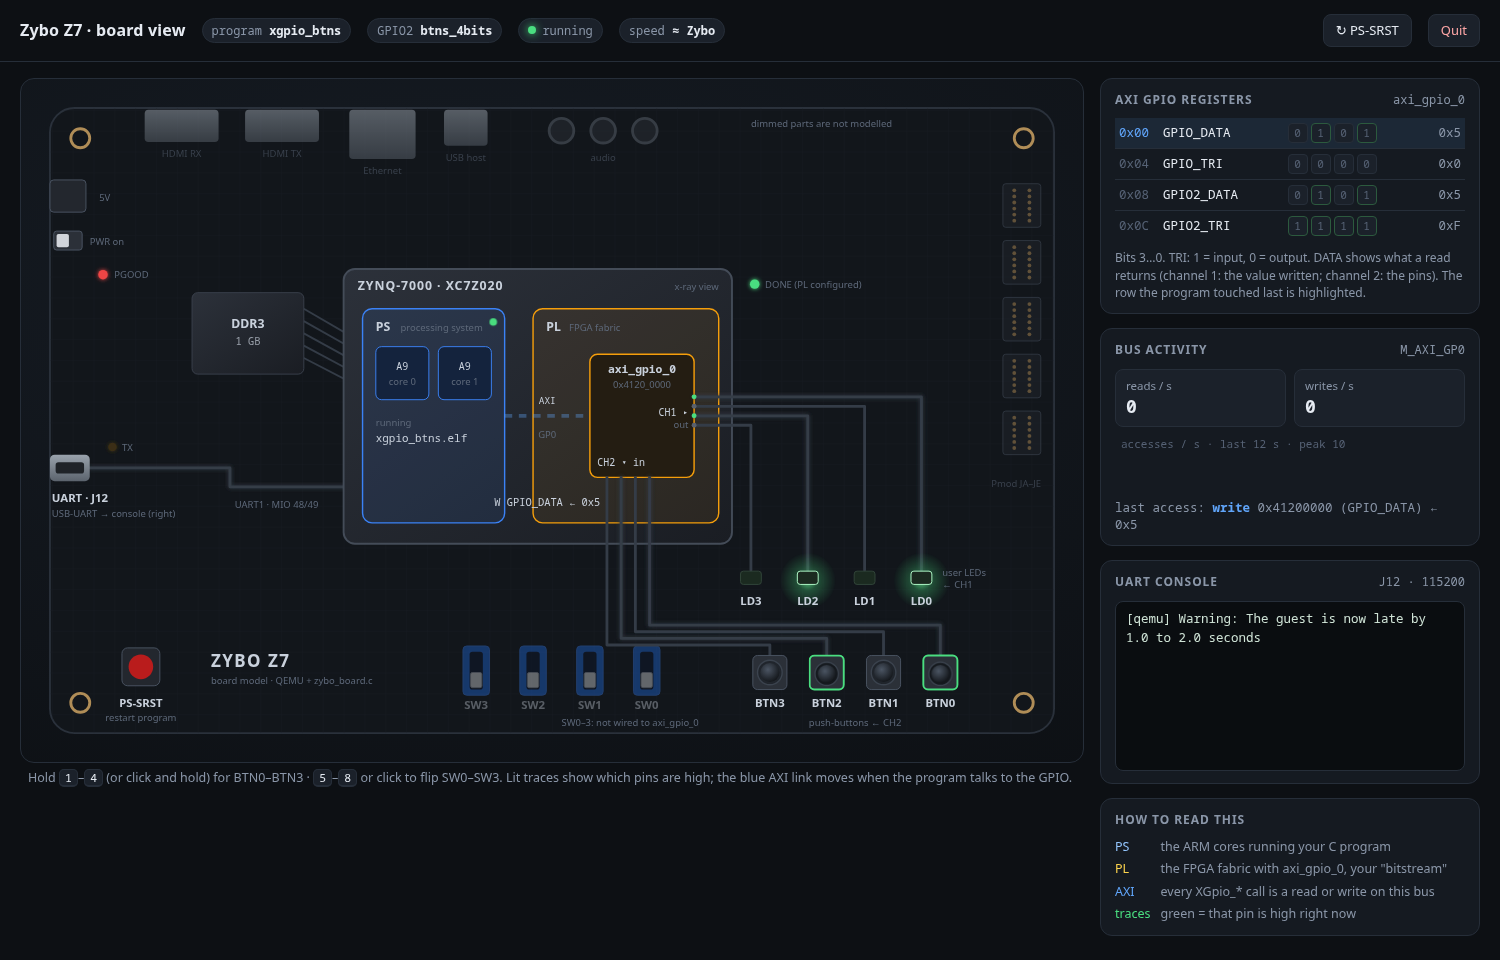 Zybo Z7 · board view
program xgpio_btns
GPIO2 btns_4bits
running
speed ≈ Zybo
↻ PS-SRST
Quit
HDMI RX
HDMI TX
Ethernet
USB host
audio
dimmed parts are not modelled
5V
PWR on
PGOOD
DDR3
1 GB
ZYNQ-7000 · XC7Z020
x-ray view
DONE (PL configured)
PS processing system
PL FPGA fabric
A9
core 0
A9
core 1
axi_gpio_0
0x4120_0000
AXI
GP0
CH1 ▸
out
running
xgpio_btns.elf
CH2 ▾ in
W GPIO_DATA ← 0x5
TX
UART · J12
USB-UART → console (right)
UART1 · MIO 48/49
Pmod JA–JE
LD3
LD2
LD1
LD0
user LEDs
← CH1
ZYBO Z7
board model · QEMU + zybo_board.c
PS-SRST
restart program
SW3
SW2
SW1
SW0
SW0–3: not wired to axi_gpio_0
BTN3
BTN2
BTN1
BTN0
push-buttons ← CH2
Hold 1–4 (or click and hold) for BTN0–BTN3 · 5–8 or click to flip SW0–SW3. Lit traces show which pins are high; the blue AXI link moves when the program talks to the GPIO.
AXI GPIO REGISTERS
axi_gpio_0
0x00 GPIO_DATA 0 1 0 1 0x5
0x04 GPIO_TRI 0 0 0 0 0x0
0x08 GPIO2_DATA 0 1 0 1 0x5
0x0C GPIO2_TRI 1 1 1 1 0xF
Bits 3…0. TRI: 1 = input, 0 = output. DATA shows what a read
returns (channel 1: the value written; channel 2: the pins). The
row the program touched last is highlighted.
BUS ACTIVITY
M_AXI_GP0
reads / s
0
writes / s
0
accesses / s · last 12 s · peak 10
last access: write 0x41200000 (GPIO_DATA) ←
0x5
UART CONSOLE
J12 · 115200
[qemu] Warning: The guest is now late by
1.0 to 2.0 seconds
HOW TO READ THIS
PS the ARM cores running your C program
PL the FPGA fabric with axi_gpio_0, your "bitstream"
AXI every XGpio_* call is a read or write on this bus
traces green = that pin is high right now